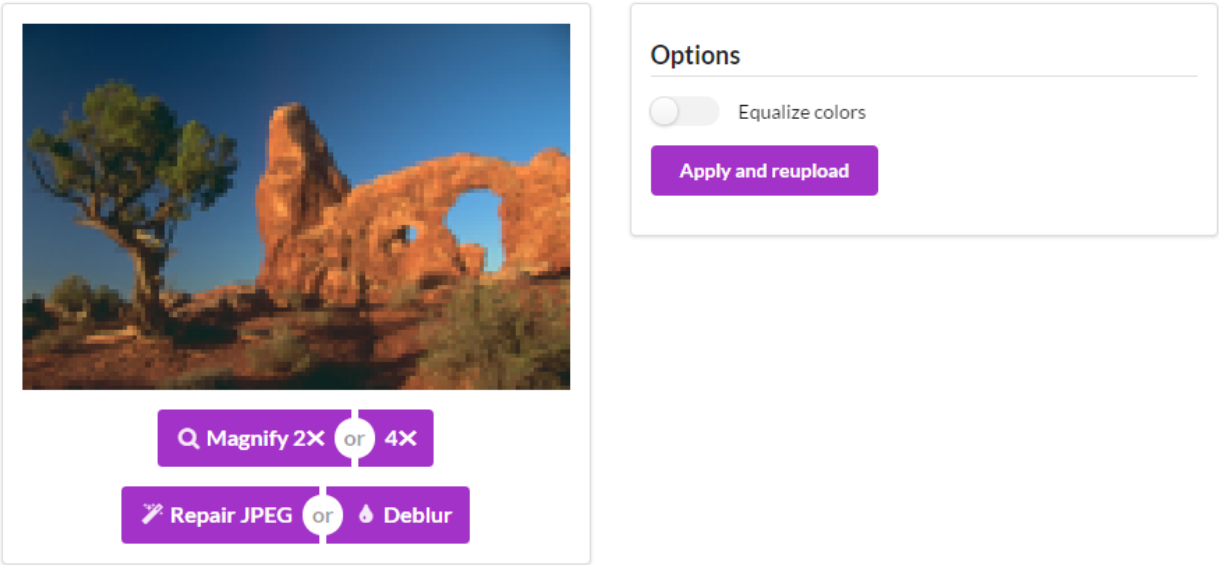 Options
Equalize colors
Apply and reupload
Magnify 2✕ or 4✕
Repair JPEG or Deblur